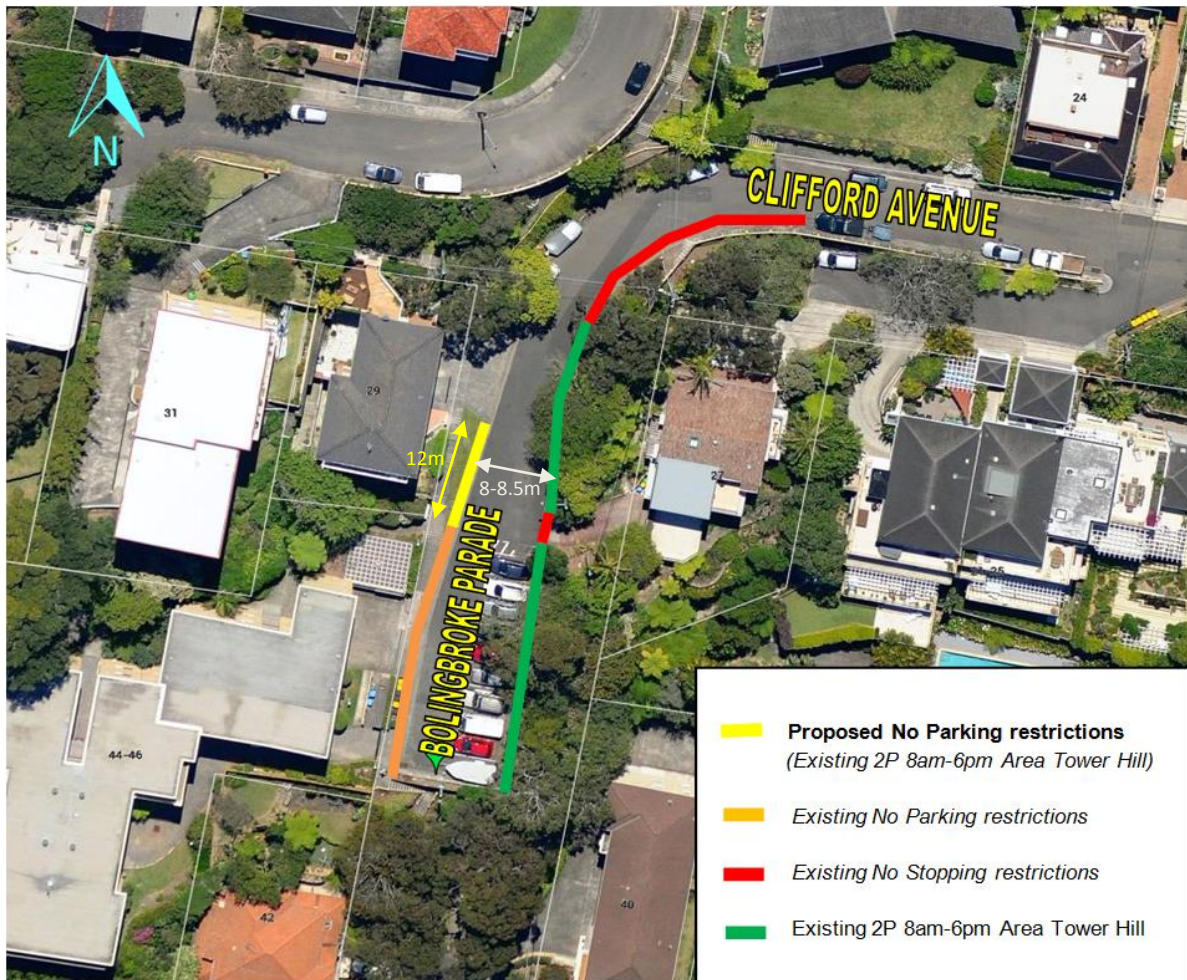 N
24
CLIFFORD AVENUE
31
29
12m
8-8.5m
27
BOLINGBROKE PARADE
25
44-46
42
40
Proposed No Parking restrictions
(Existing 2P 8am-6pm Area Tower Hill)
Existing No Parking restrictions
Existing No Stopping restrictions
Existing 2P 8am-6pm Area Tower Hill